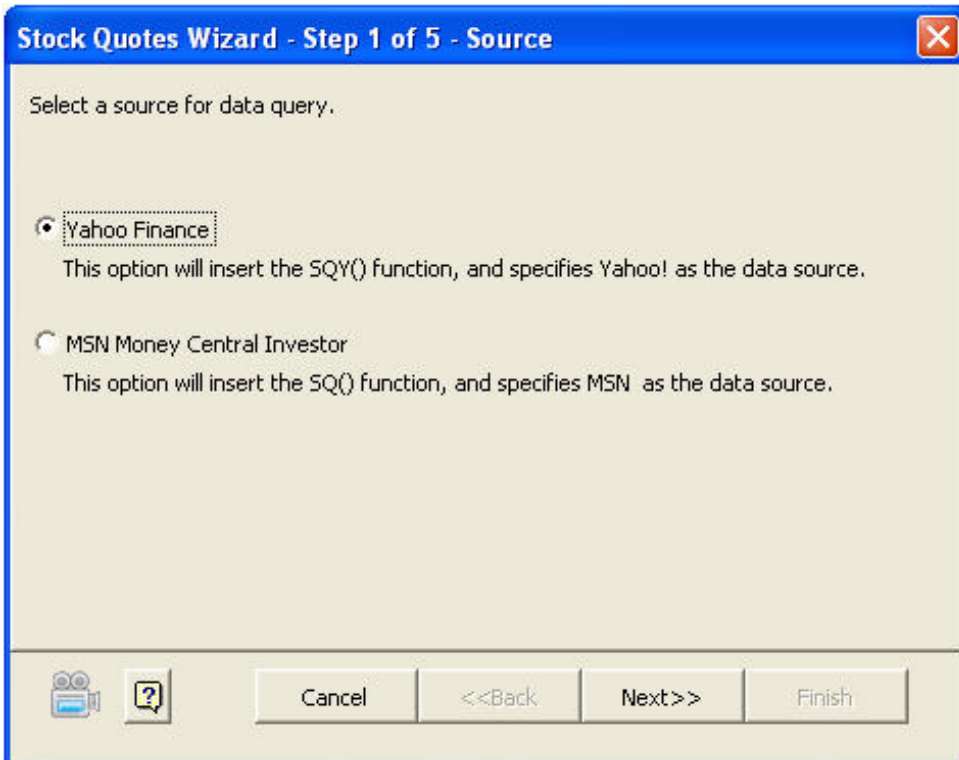 Stock Quotes Wizard - Step 1 of 5 - Source
Select a source for data query.
Yahoo Finance
This option will insert the SQY() function, and specifies Yahoo! as the data source.
MSN Money Central Investor
This option will insert the SQ() function, and specifies MSN as the data source.
Cancel <<Back Next>> Finish